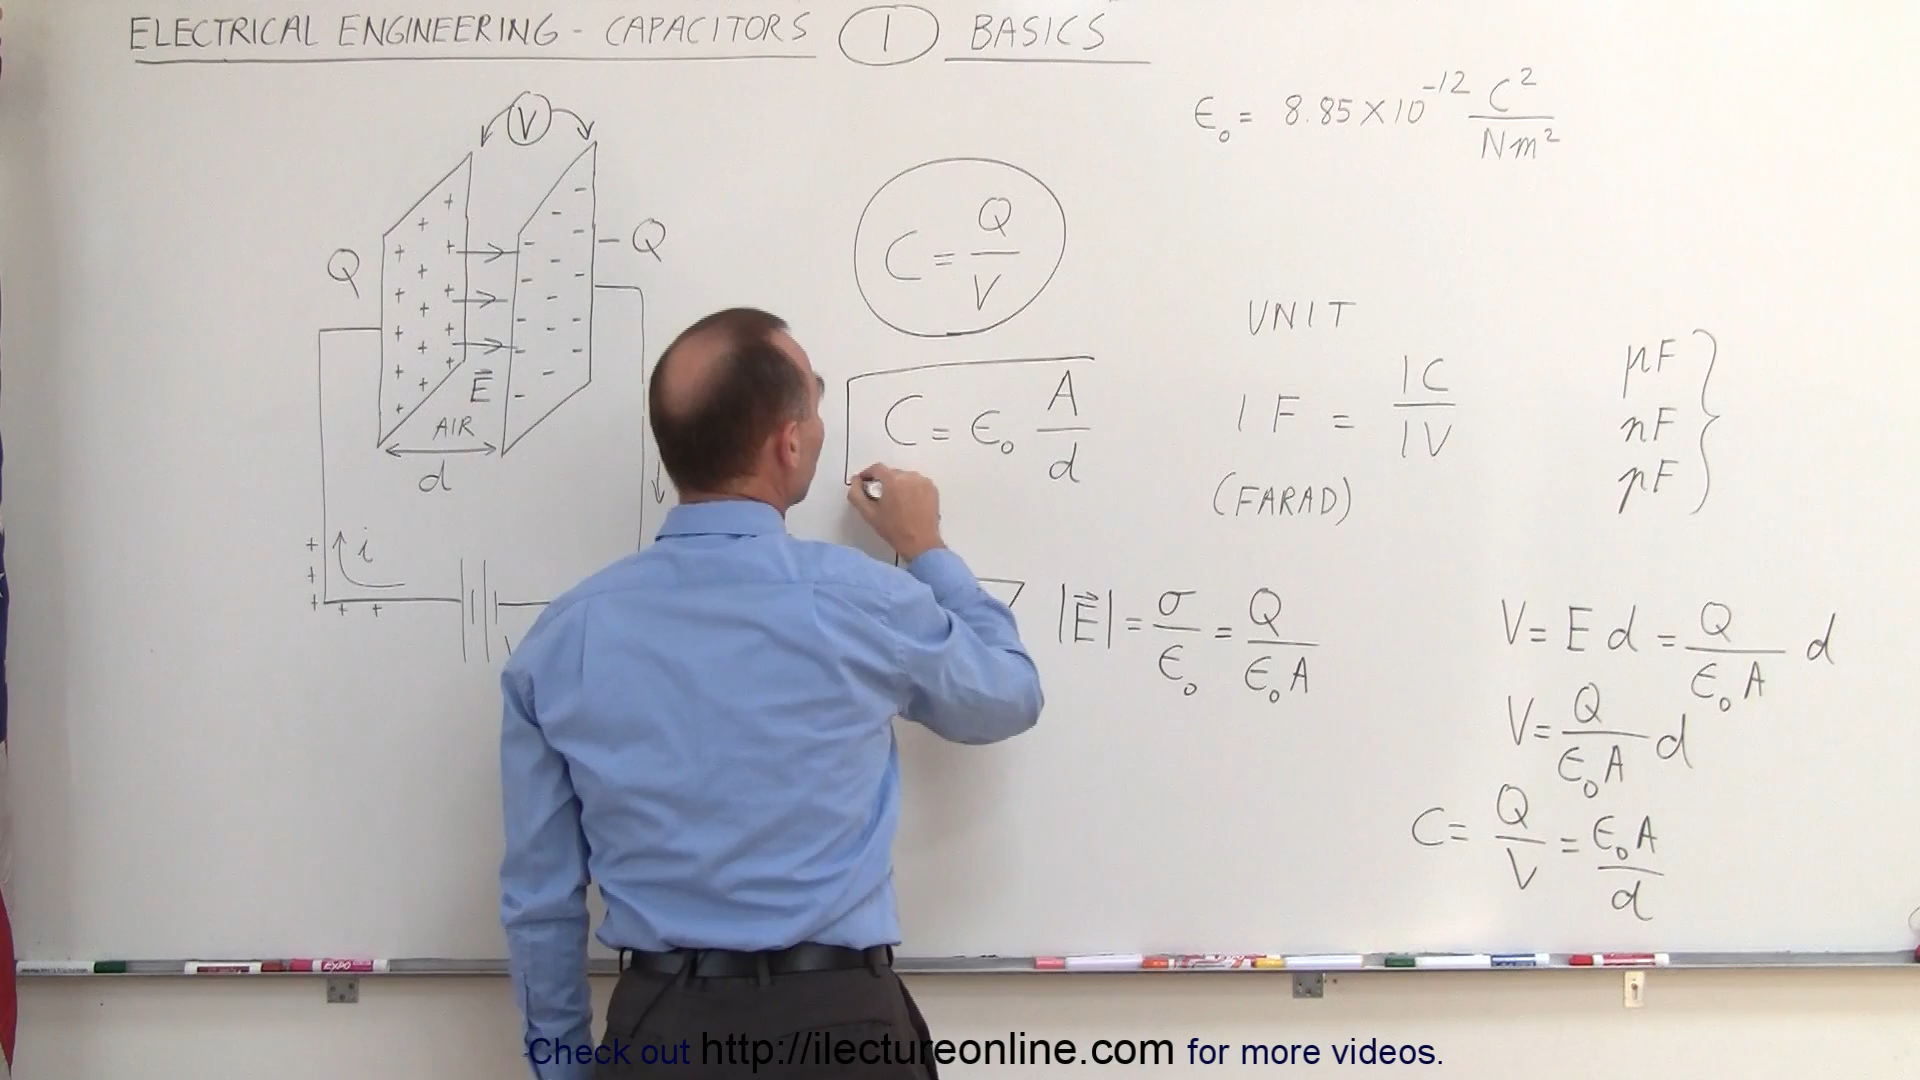 ELECTRICAL ENGINEERING - CAPACITORS 1 BASICS
ϵ₀ = 8.85 × 10⁻¹² C²/Nm²
V
Q
-Q
E⃗
AIR
d
i
C = Q/V
C = ϵ₀ A/d
UNIT
1 F = 1C/1V
(FARAD)
μF
nF
pF
|E⃗| = σ/ϵ₀ = Q/ϵ₀A
V = E d = Q/ϵ₀A d
V = Q/ϵ₀A d
C = Q/V = ϵ₀A/d
EXPO
Check out http://ilectureonline.com for more videos.